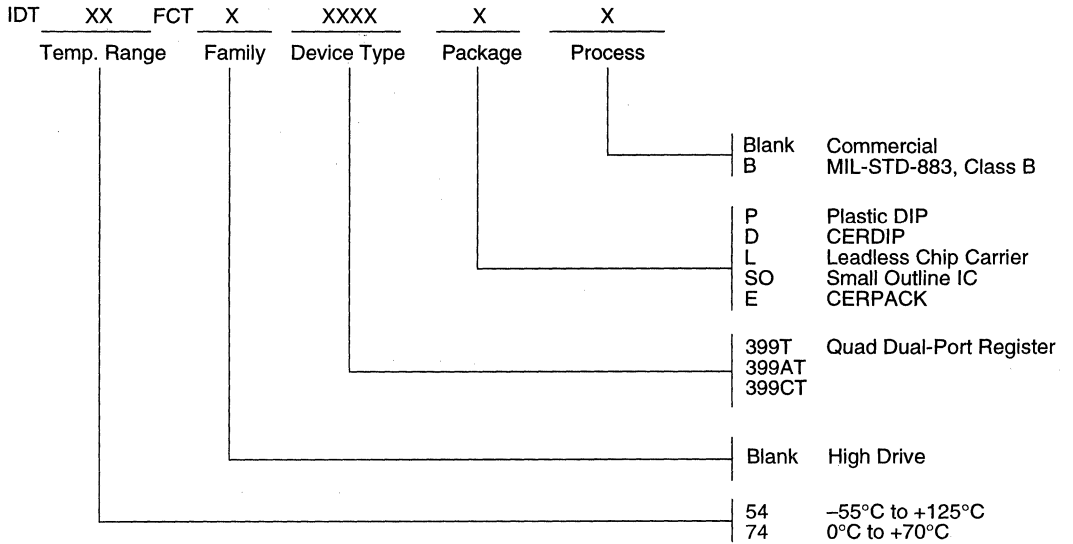 IDT XX FCT X XXXX X X
Temp. Range Family Device Type Package Process
Blank Commercial
B MIL-STD-883, Class B
P Plastic DIP
D CERDIP
L Leadless Chip Carrier
SO Small Outline IC
E CERPACK
399T Quad Dual-Port Register
399AT
399CT
Blank High Drive
54 –55°C to +125°C
74 0°C to +70°C